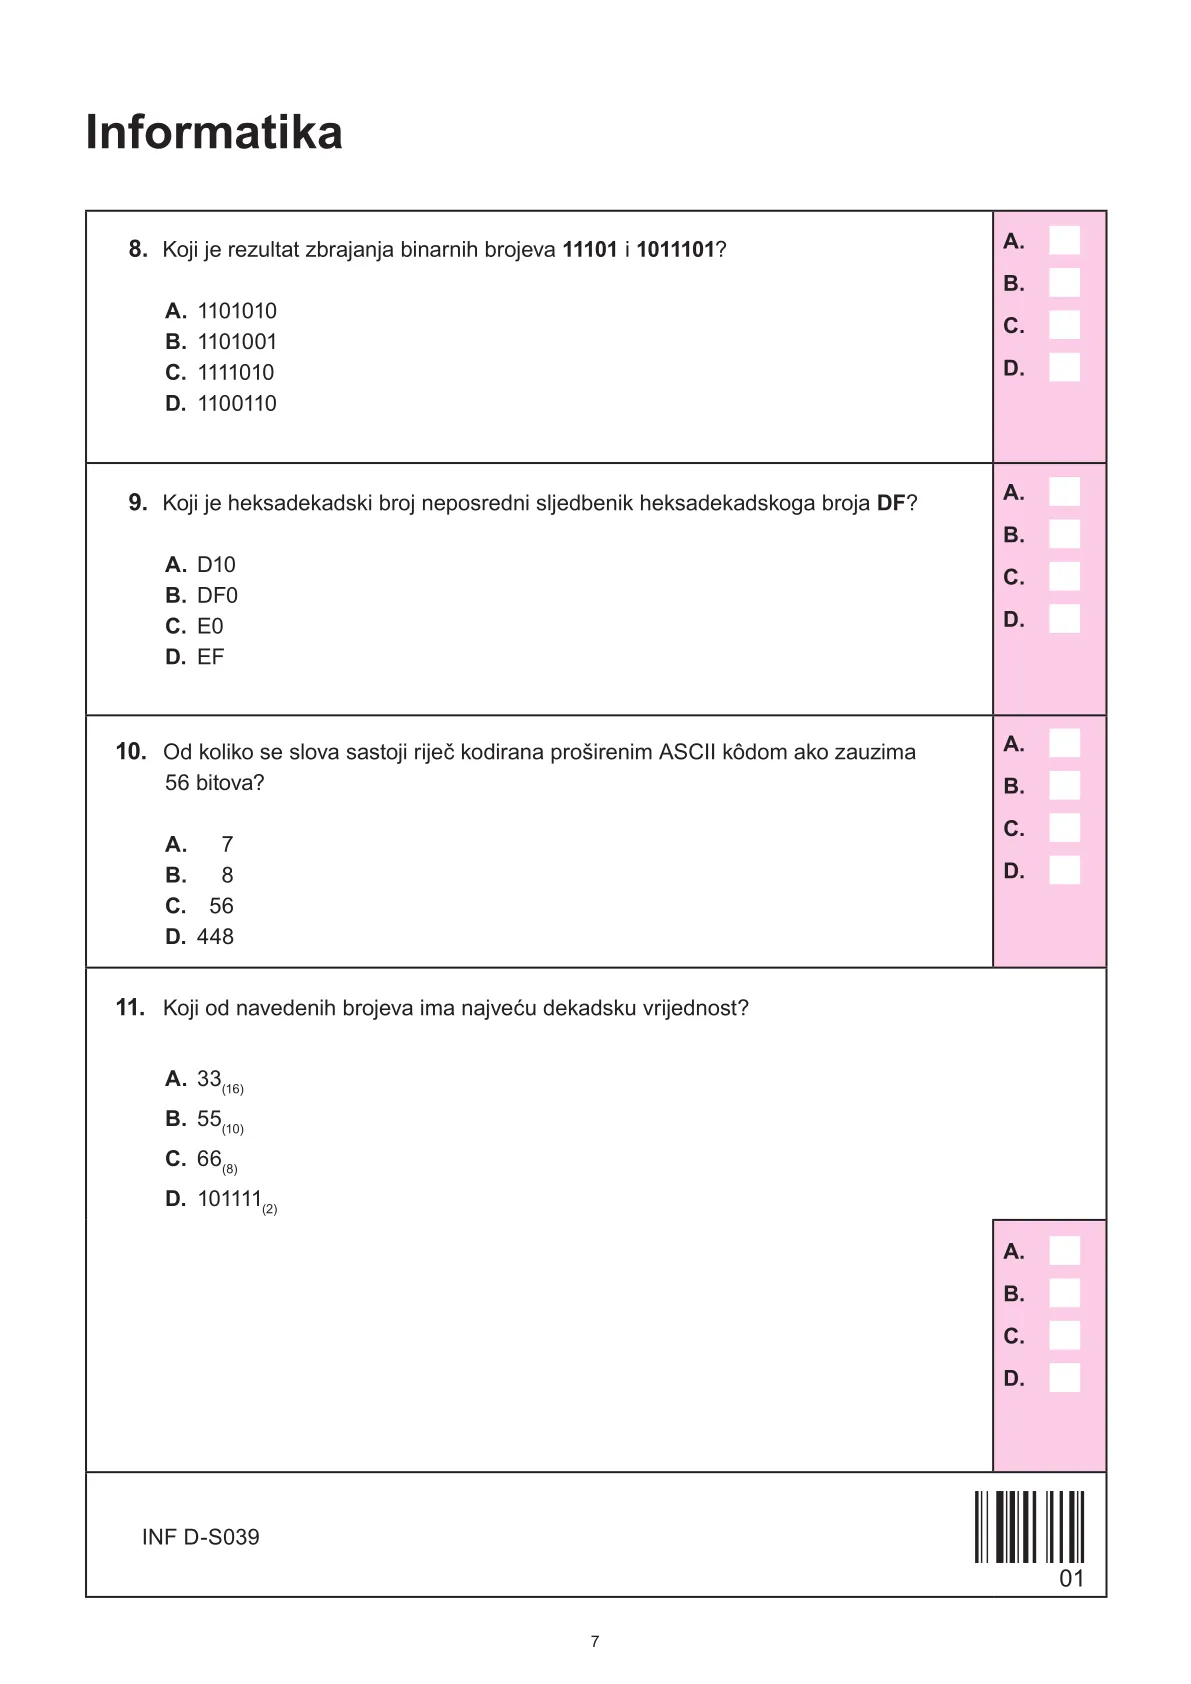 Informatika
8. Koji je rezultat zbrajanja binarnih brojeva 11101 i 1011101?
A. 1101010
B. 1101001
C. 1111010
D. 1100110
A.
B.
C.
D.
9. Koji je heksadekadski broj neposredni sljedbenik heksadekadskoga broja DF?
A. D10
B. DF0
C. E0
D. EF
A.
B.
C.
D.
10. Od koliko se slova sastoji riječ kodirana proširenim ASCII kôdom ako zauzima
56 bitova?
A. 7
B. 8
C. 56
D. 448
A.
B.
C.
D.
11. Koji od navedenih brojeva ima najveću dekadsku vrijednost?
A. 33(16)
B. 55(10)
C. 66(8)
D. 101111(2)
A.
B.
C.
D.
INF D-S039
01
7